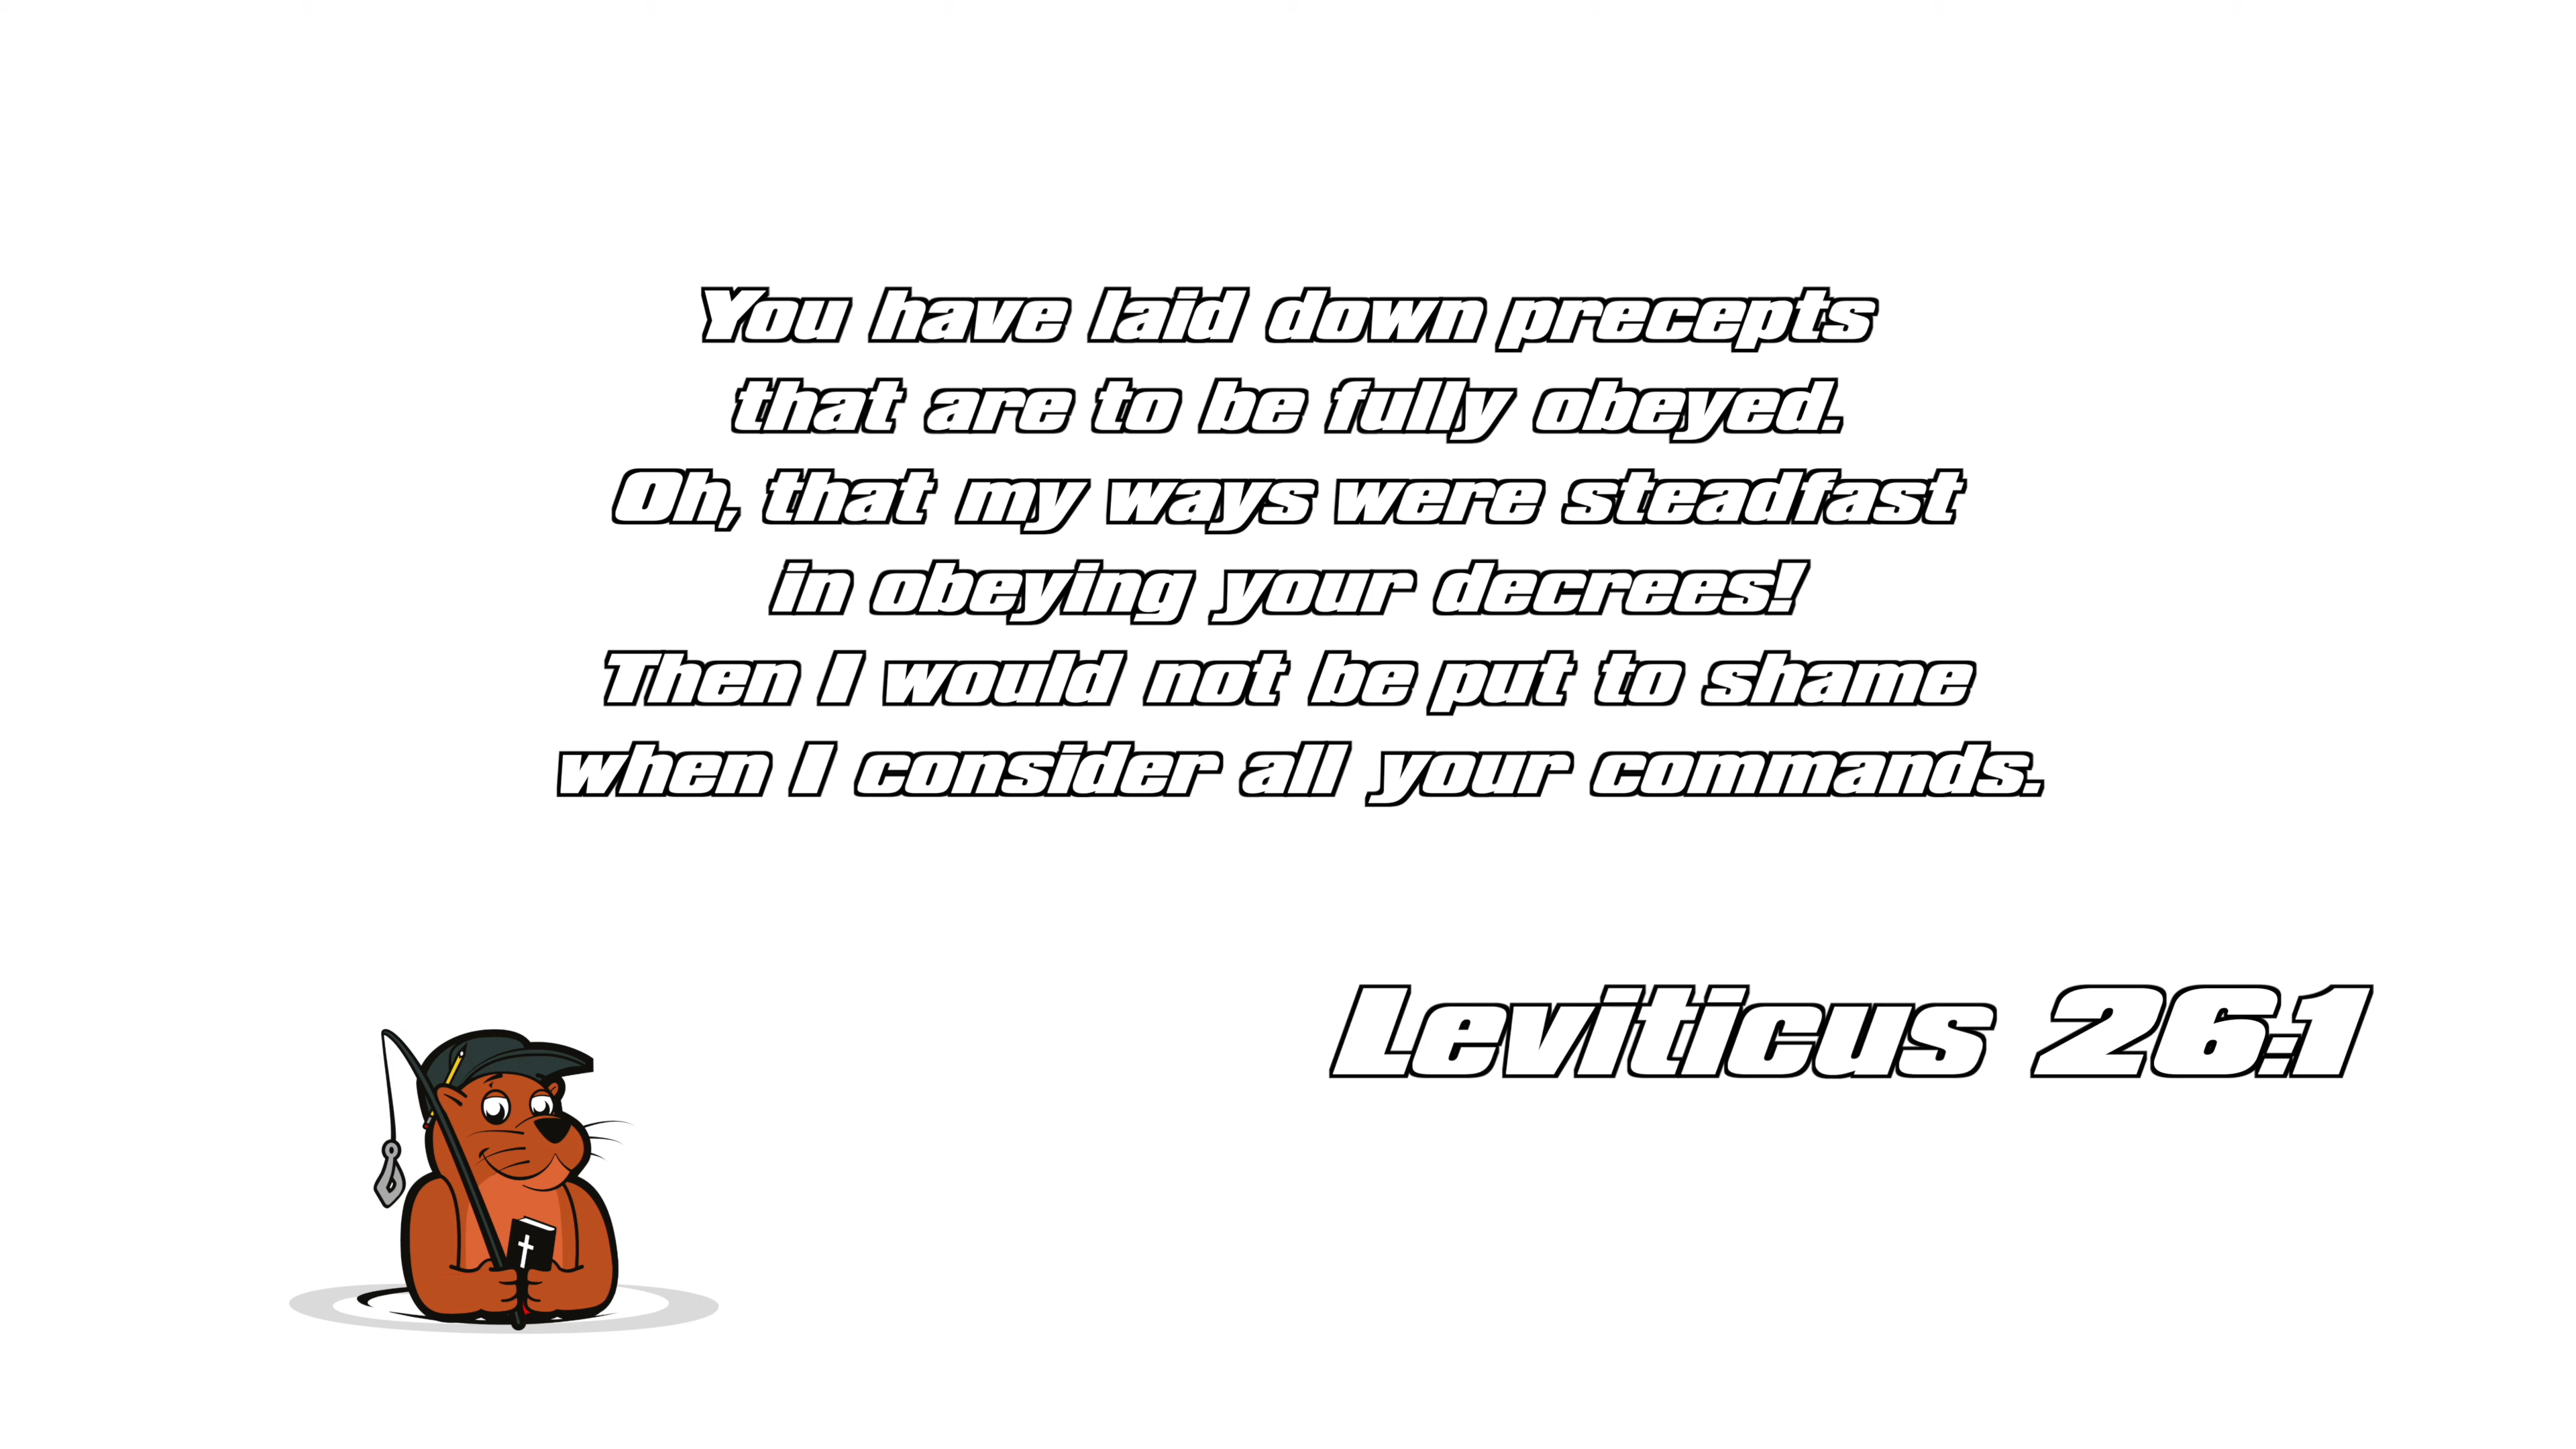 You have laid down precepts
that are to be fully obeyed.
Oh, that my ways were steadfast
in obeying your decrees!
Then I would not be put to shame
when I consider all your commands.
Leviticus 26:1